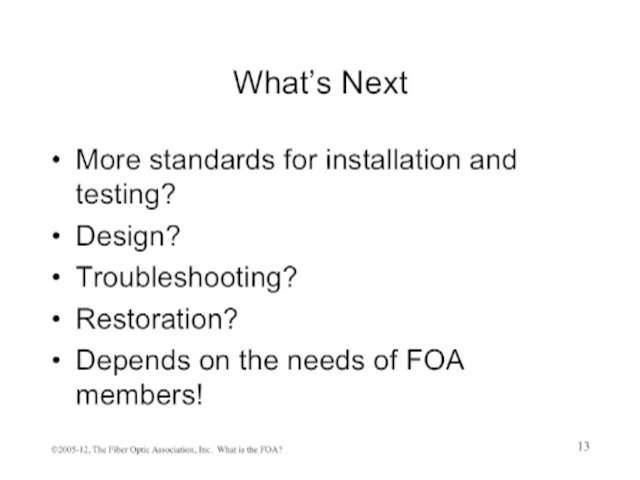 What's Next
• More standards for installation and
testing?
• Design?
• Troubleshooting?
• Restoration?
• Depends on the needs of FOA
members!
©2005-12, The Fiber Optic Association, Inc. What is the FOA?
13